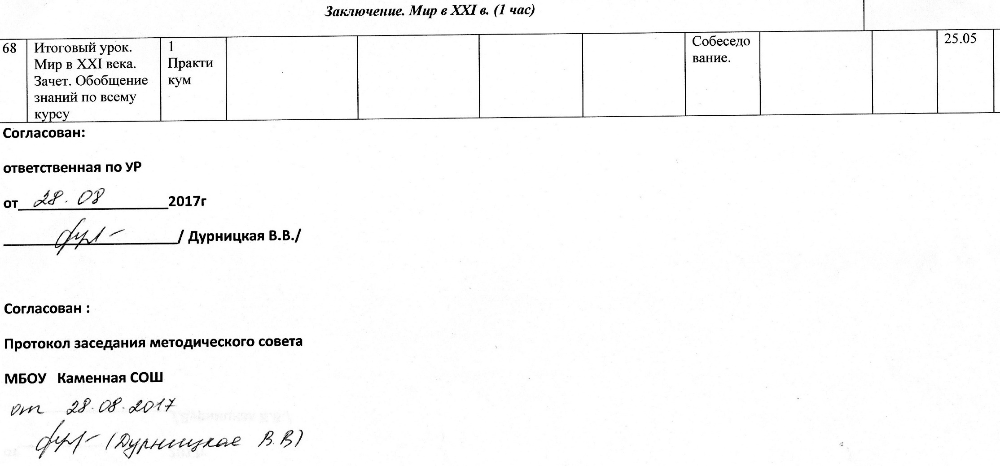 Заключение. Мир в XXI в. (1 час)
68
Итоговый урок.
Мир в XXI века.
Зачет. Обобщение
знаний по всему
курсу
1
Практи
кум
Собеседо
вание.
25.05
Согласован:
ответственная по УР
от 28.08 2017г
/ Дурницкая В.В./
Согласован :
Протокол заседания методического совета
МБОУ Каменная СОШ
от 28.08.2017
(Дурницкая В.В)